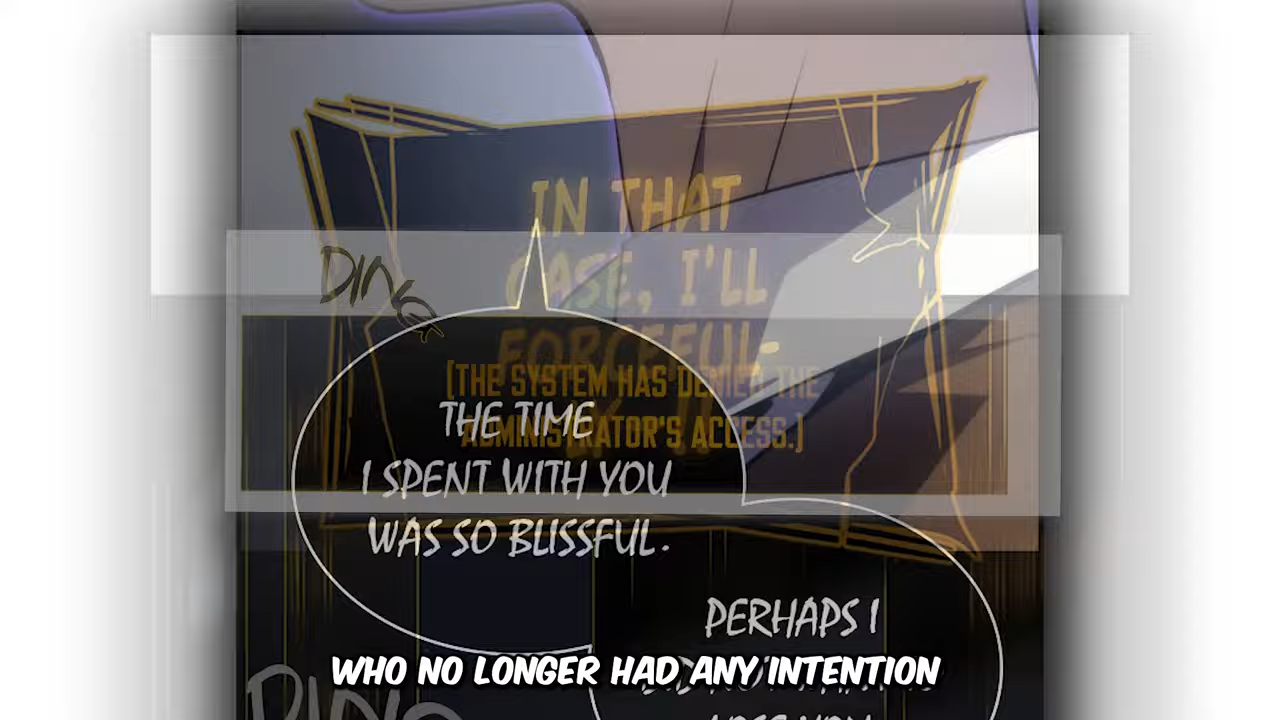 IN THAT
CASE, I'LL
FORCEFUL-
DING
[THE SYSTEM HAS DENIED THE
ADMINISTRATOR'S ACCESS.]
THE TIME
I SPENT WITH YOU
WAS SO BLISSFUL.
PERHAPS I
WHO NO LONGER HAD ANY INTENTION
DING